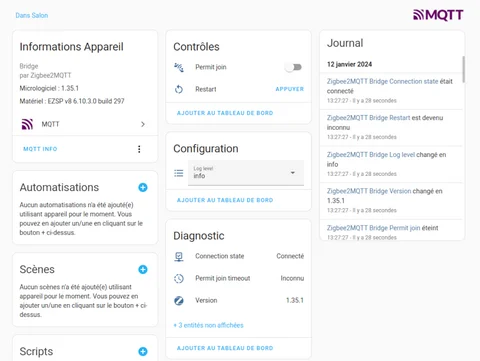 Dans Salon
MQTT
Informations Appareil
Bridge
par Zigbee2MQTT
Micrologiciel : 1.35.1
Matériel : EZSP v8 6.10.3.0 build 297
MQTT
MQTT INFO
Automatisations
Aucun automatisations n'a été ajouté(e)
utilisant appareil pour le moment. Vous
pouvez en ajouter un/une en cliquant sur le
bouton + ci-dessus.
Scènes
Aucun scènes n'a été ajouté(e) utilisant
appareil pour le moment. Vous pouvez en
ajouter un/une en cliquant sur le bouton + ci-
dessus.
Scripts
Contrôles
Permit join
Restart
APPUYER
AJOUTER AU TABLEAU DE BORD
Configuration
Log level
info
AJOUTER AU TABLEAU DE BORD
Diagnostic
Connection state
Connecté
Permit join timeout
Inconnu
Version
1.35.1
+ 3 entités non affichées
AJOUTER AU TABLEAU DE BORD
Journal
12 janvier 2024
Zigbee2MQTT Bridge Connection state était
connecté
13:27:27 - Il y a 28 secondes
Zigbee2MQTT Bridge Restart est devenu
inconnu
13:27:27 - Il y a 28 secondes
Zigbee2MQTT Bridge Log level changé en
info
13:27:27 - Il y a 28 secondes
Zigbee2MQTT Bridge Version changé en
1.35.1
13:27:27 - Il y a 28 secondes
Zigbee2MQTT Bridge Permit join éteint
13:27:27 - Il y a 28 secondes